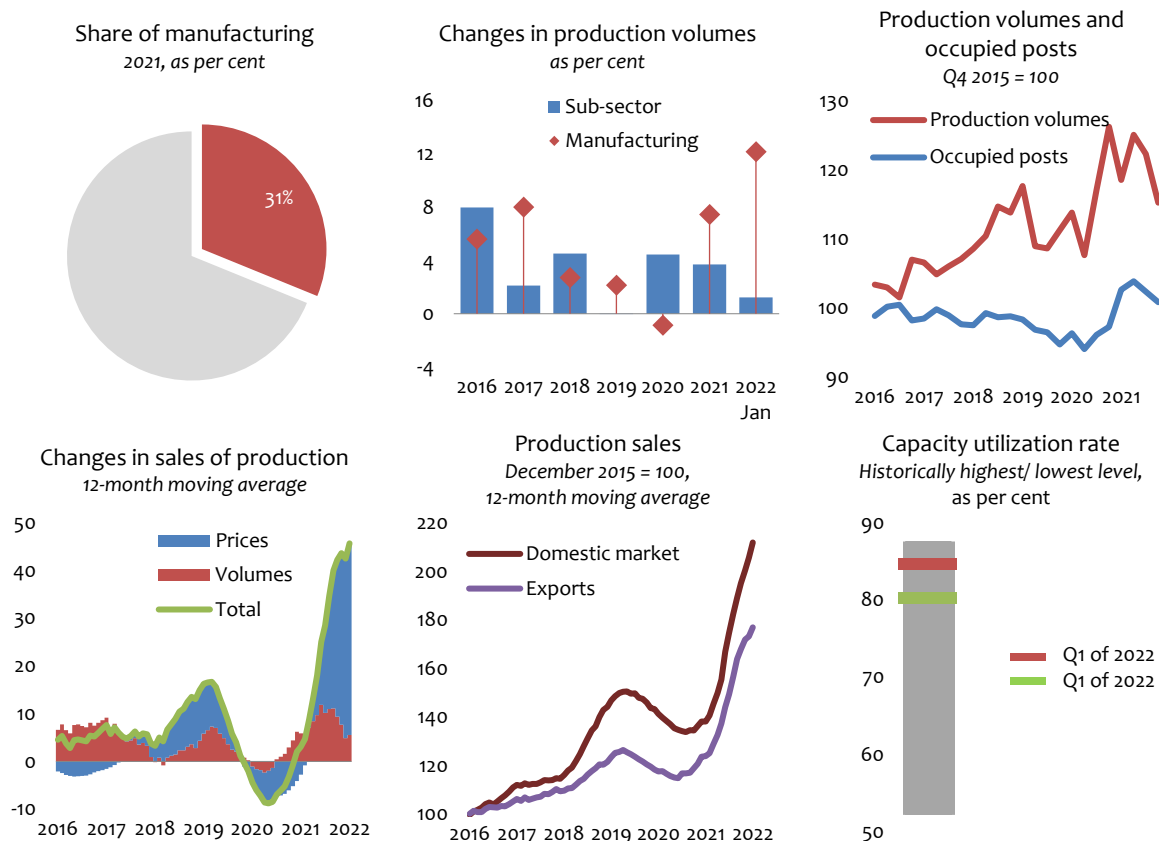 Share of manufacturing
2021, as per cent
31%
Changes in production volumes
as per cent
16
12
8
4
0
-4
Sub-sector
Manufacturing
2016 2017 2018 2019 2020 2021 2022
Jan
Production volumes and
occupied posts
Q4 2015 = 100
130
120
110
100
90
Production volumes
Occupied posts
2016 2017 2018 2019 2020 2021
Changes in sales of production
12-month moving average
50
40
30
20
10
0
-10
Prices
Volumes
Total
2016 2017 2018 2019 2020 2021 2022
Production sales
December 2015 = 100,
12-month moving average
220
200
180
160
140
120
100
Domestic market
Exports
2016 2017 2018 2019 2020 2021 2022
Capacity utilization rate
Historically highest/ lowest level,
as per cent
90
80
70
60
50
Q1 of 2022
Q1 of 2022